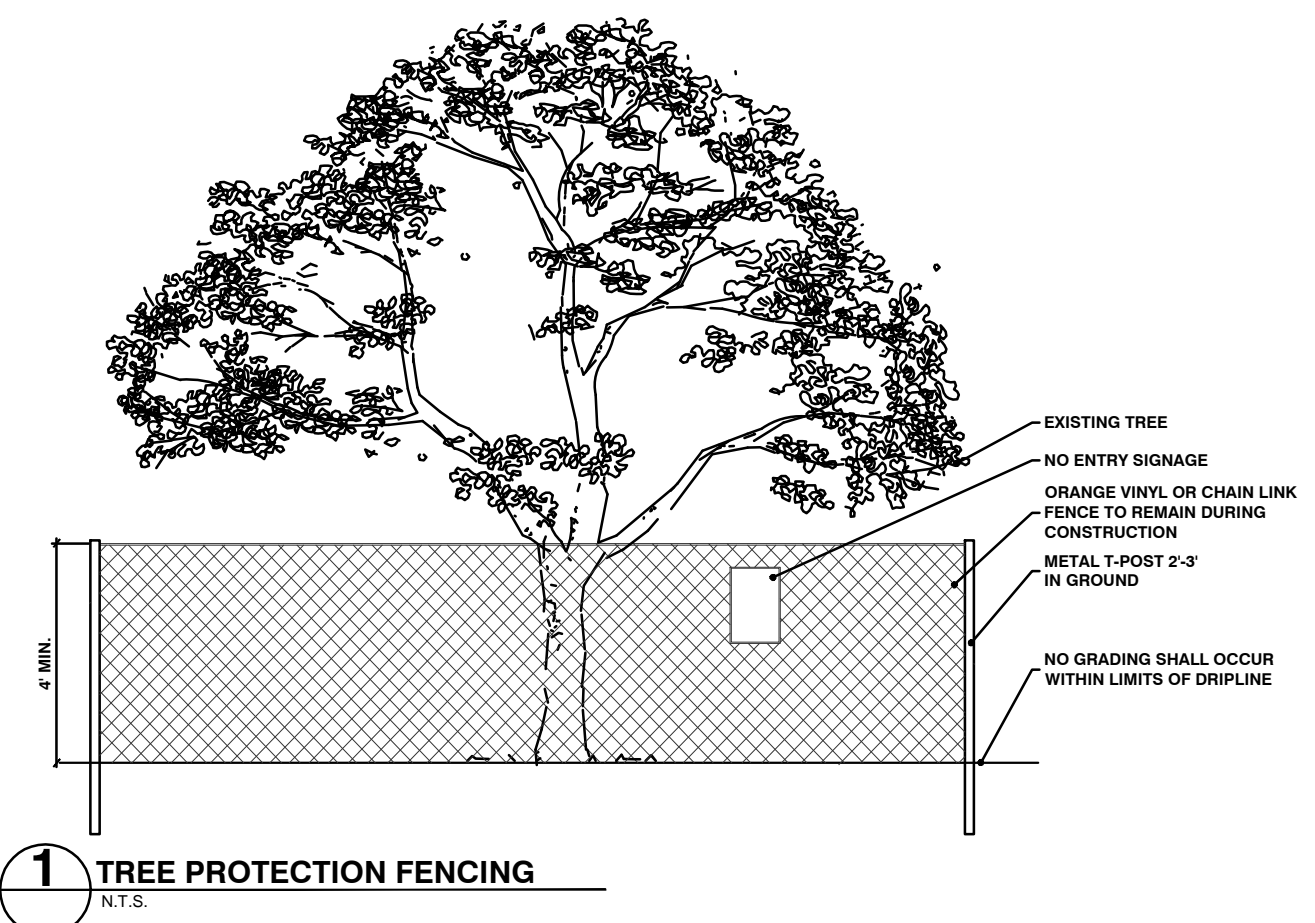 EXISTING TREE
NO ENTRY SIGNAGE
ORANGE VINYL OR CHAIN LINK
FENCE TO REMAIN DURING
CONSTRUCTION
METAL T-POST 2'-3'
IN GROUND
NO GRADING SHALL OCCUR
WITHIN LIMITS OF DRIPLINE
4' MIN.
1
TREE PROTECTION FENCING
N.T.S.